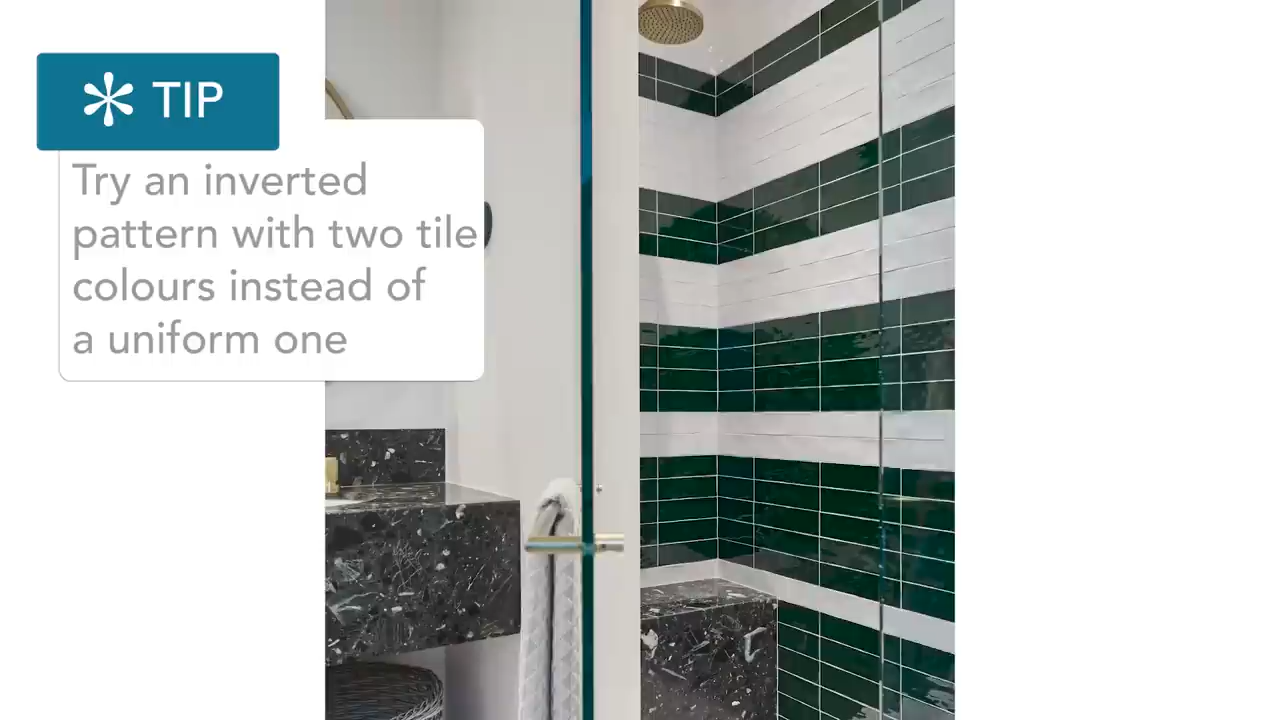 TIP
Try an inverted
pattern with two tile
colours instead of
a uniform one